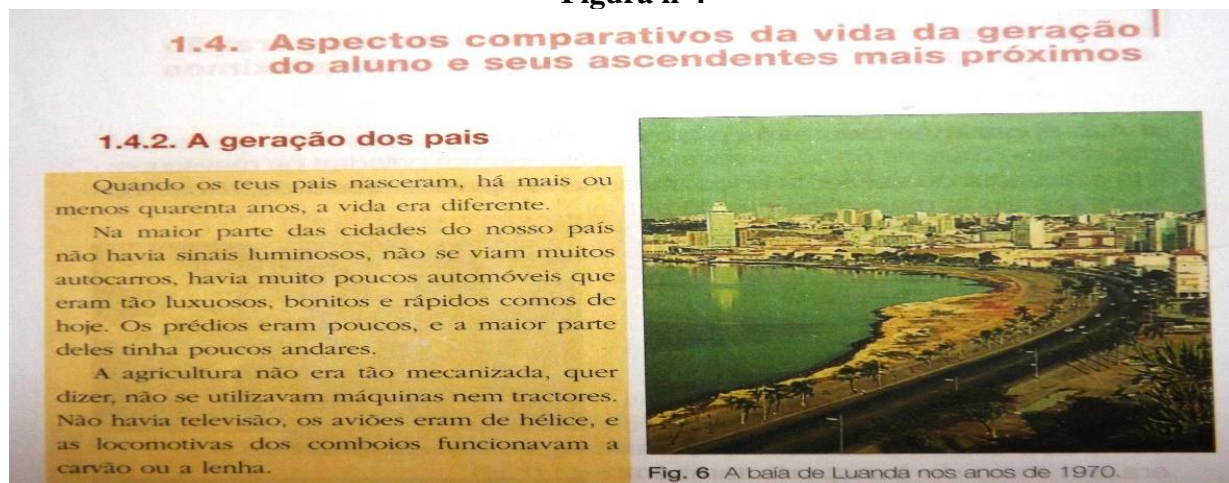 Figura
1.4. Aspectos comparativos da vida da geração
do aluno e seus ascendentes mais próximos
1.4.2. A geração dos pais
Quando os teus pais nasceram, há mais ou
menos quarenta anos, a vida era diferente.
Na maior parte das cidades do nosso país
não havia sinais luminosos, não se viam muitos
autocarros, havia muito poucos automóveis que
eram tão luxuosos, bonitos e rápidos comos de
hoje. Os prédios eram poucos, e a maior parte
deles tinha poucos andares.
A agricultura não era tão mecanizada, quer
dizer, não se utilizavam máquinas nem tractores.
Não havia televisão, os aviões eram de hélice, e
as locomotivas dos comboios funcionavam a
carvão ou a lenha.
Fig. 6 A baía de Luanda nos anos de 1970.